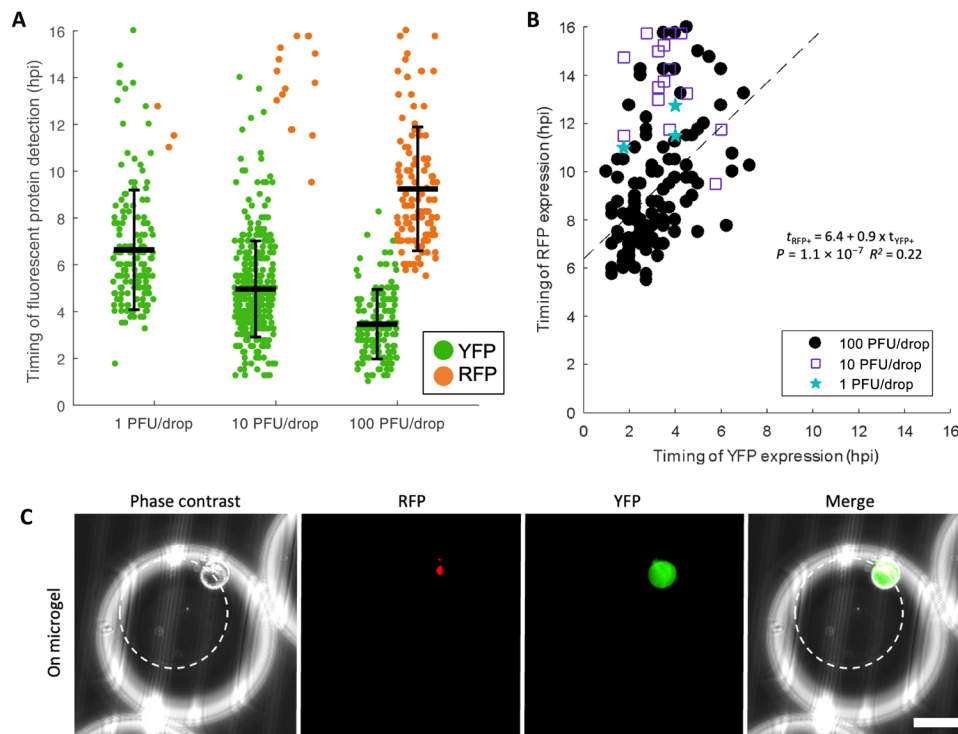 A
Timing of fluorescent protein detection (hpi)
16
14
12
10
8
6
4
2
0
1 PFU/drop
10 PFU/drop
100 PFU/drop
YFP
RFP
B
Timing of RFP expression (hpi)
16
14
12
10
8
6
4
2
0
t_RFP+ = 6.4 + 0.9 x t_YFP+
P = 1.1 × 10⁻⁷ R² = 0.22
100 PFU/drop
10 PFU/drop
1 PFU/drop
0 2 4 6 8 10 12 14 16
Timing of YFP expression (hpi)
C
Phase contrast
RFP
YFP
Merge
On microgel